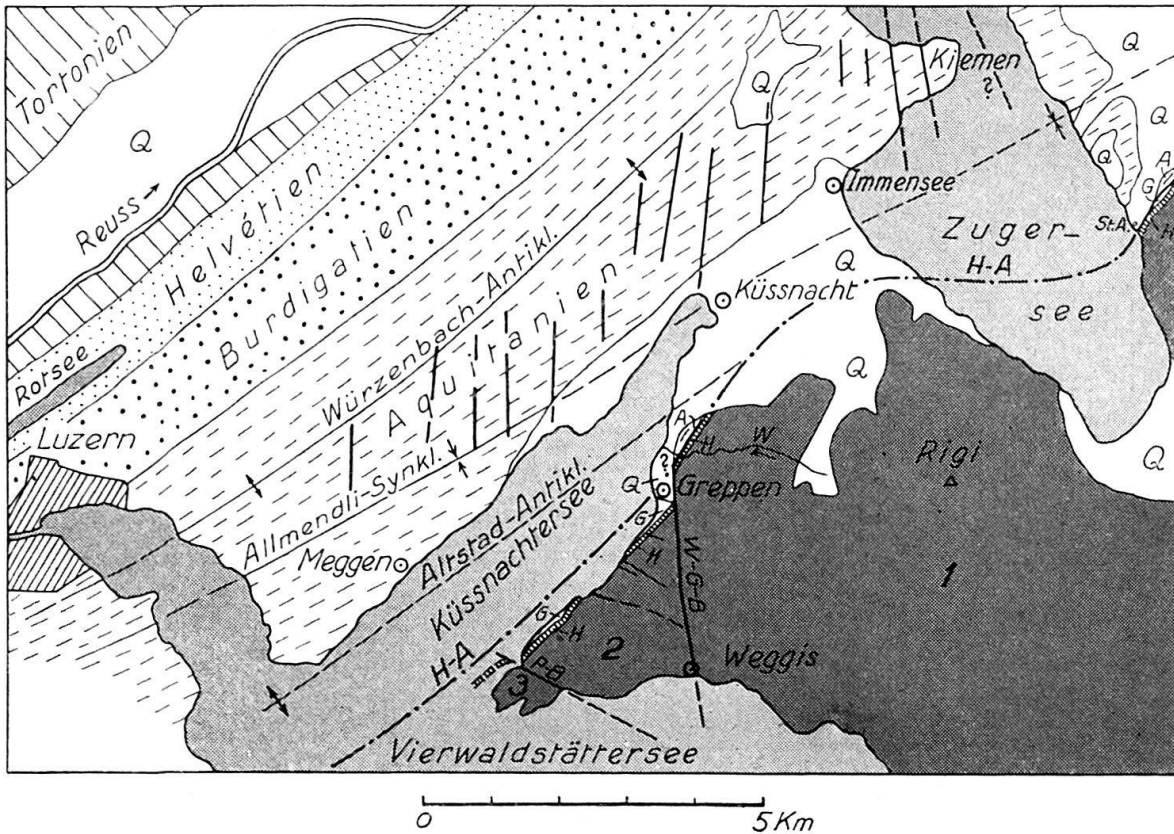 Tortonien
Q
Reuss →
Helvétien
Burdigatien
Rotsee
Luzern
Würzenbach-Antikl.
Aquitanien
Allmendli-Synkl.
Meggen
Altstad-Antikl.
Küssnachtersee
H-A
Q
Kiemen
?
Immensee
Küssnacht
Q
Zuger-
H-A
see
Q
Q
A
G
St.A.
H
Q
Q
A
H
W
?
Q
Greppen
G
H
W-G-B
Rigi
1
G
H
2
P-B
3
Weggis
Vierwaldstättersee
0
5 Km